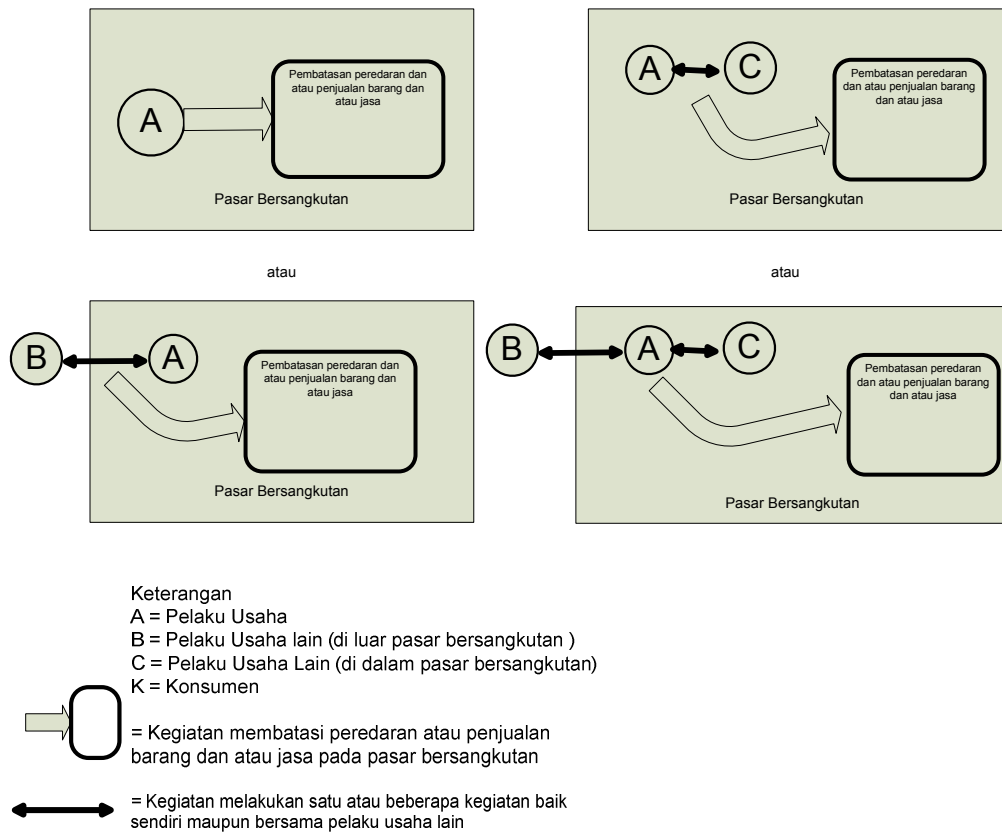 A
Pembatasan peredaran dan
atau penjualan barang dan
atau jasa
Pasar Bersangkutan
A
C
Pembatasan peredaran
dan atau penjualan barang
dan atau jasa
Pasar Bersangkutan
atau
atau
B
A
Pembatasan peredaran dan
atau penjualan barang dan
atau jasa
Pasar Bersangkutan
B
A
C
Pembatasan peredaran
dan atau penjualan barang
dan atau jasa
Pasar Bersangkutan
Keterangan
A = Pelaku Usaha
B = Pelaku Usaha lain (di luar pasar bersangkutan )
C = Pelaku Usaha Lain (di dalam pasar bersangkutan)
K = Konsumen
= Kegiatan membatasi peredaran atau penjualan
barang dan atau jasa pada pasar bersangkutan
= Kegiatan melakukan satu atau beberapa kegiatan baik
sendiri maupun bersama pelaku usaha lain